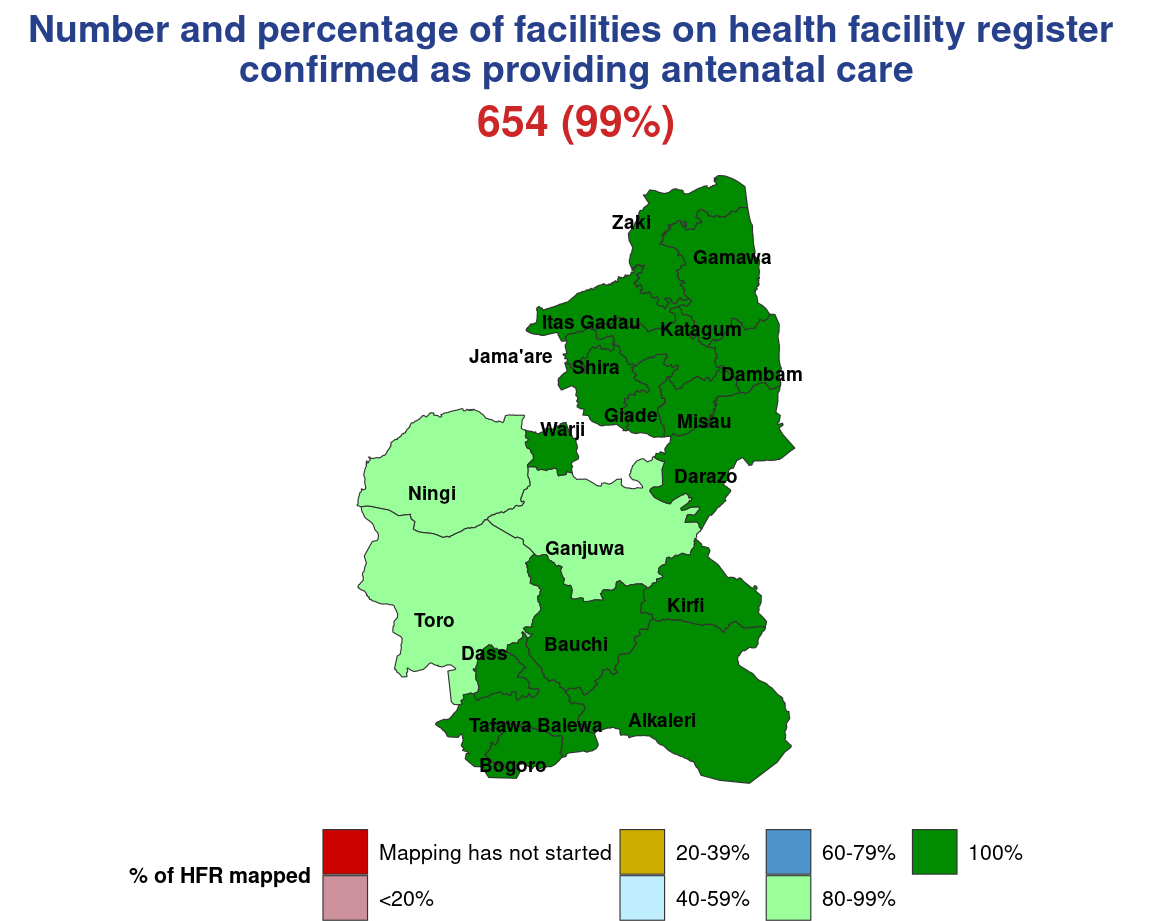 Number and percentage of facilities on health facility register
confirmed as providing antenatal care
654 (99%)
Zaki
Gamawa
Itas Gadau
Katagum
Jama'are
Shira
Dambam
Giade
Misau
Warji
Darazo
Ningi
Ganjuwa
Kirfi
Toro
Bauchi
Dass
Tafawa Balewa
Alkaleri
Bogoro
% of HFR mapped
Mapping has not started
<20%
20-39%
40-59%
60-79%
80-99%
100%